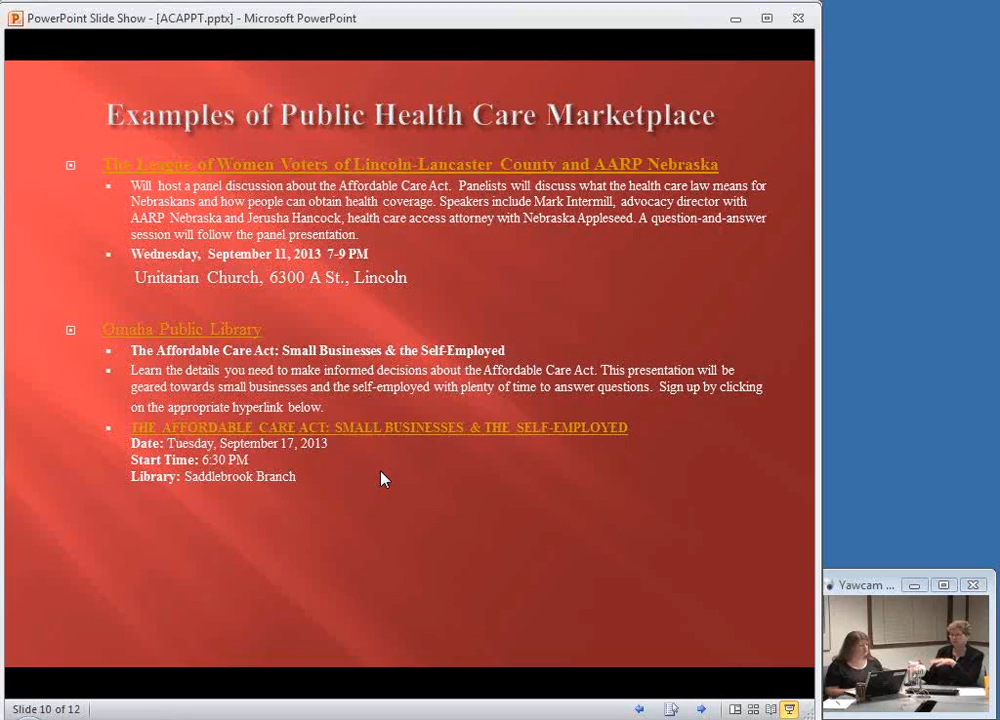 PowerPoint Slide Show - [ACAPPT.pptx] - Microsoft PowerPoint
Examples of Public Health Care Marketplace
The League of Women Voters of Lincoln-Lancaster County and AARP Nebraska
Will host a panel discussion about the Affordable Care Act. Panelists will discuss what the health care law means for
Nebraskans and how people can obtain health coverage. Speakers include Mark Intermill, advocacy director with
AARP Nebraska and Jerusha Hancock, health care access attorney with Nebraska Appleseed. A question-and-answer
session will follow the panel presentation.
Wednesday, September 11, 2013 7-9 PM
Unitarian Church, 6300 A St., Lincoln
Omaha Public Library
The Affordable Care Act: Small Businesses & the Self-Employed
Learn the details you need to make informed decisions about the Affordable Care Act. This presentation will be
geared towards small businesses and the self-employed with plenty of time to answer questions. Sign up by clicking
on the appropriate hyperlink below.
THE AFFORDABLE CARE ACT: SMALL BUSINESSES & THE SELF-EMPLOYED
Date: Tuesday, September 17, 2013
Start Time: 6:30 PM
Library: Saddlebrook Branch
Yawcam ...
Slide 10 of 12